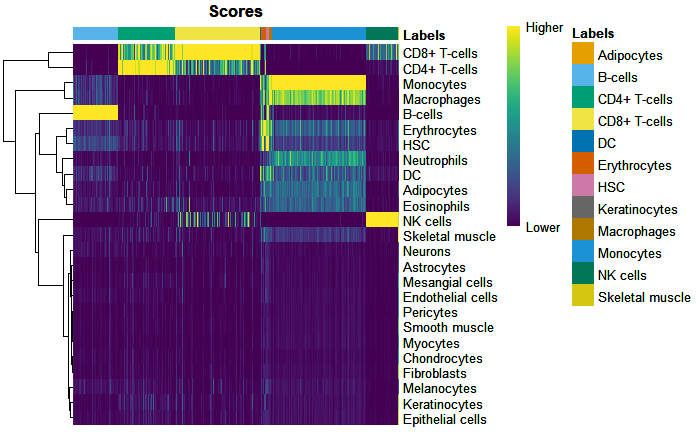 Scores
Labels
CD8+ T-cells
CD4+ T-cells
Monocytes
Macrophages
B-cells
Erythrocytes
HSC
Neutrophils
DC
Adipocytes
Eosinophils
NK cells
Skeletal muscle
Neurons
Astrocytes
Mesangial cells
Endothelial cells
Pericytes
Smooth muscle
Myocytes
Chondrocytes
Fibroblasts
Melanocytes
Keratinocytes
Epithelial cells
Higher
Lower
Labels
Adipocytes
B-cells
CD4+ T-cells
CD8+ T-cells
DC
Erythrocytes
HSC
Keratinocytes
Macrophages
Monocytes
NK cells
Skeletal muscle